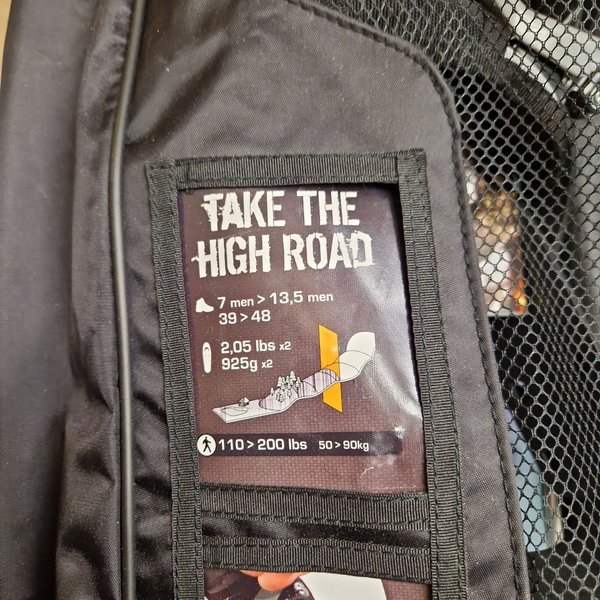 TAKE THE
HIGH ROAD
7 men > 13,5 men
39 > 48
2,05 lbs x2
925g x2
110 > 200 lbs 50 > 90kg